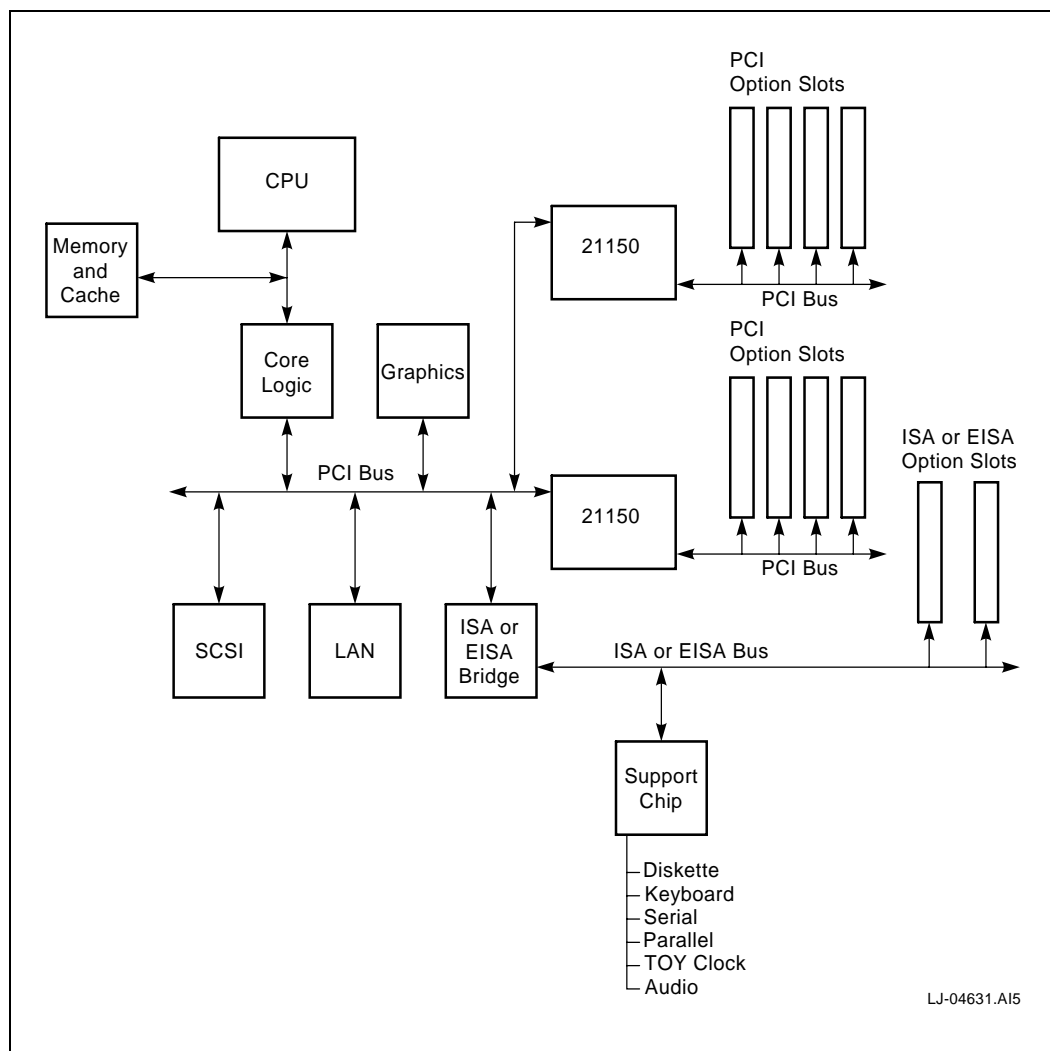 PCI
Option Slots
CPU
21150
Memory
and
Cache
PCI Bus
PCI
Option Slots
Core
Logic
Graphics
ISA or EISA
Option Slots
PCI Bus
21150
PCI Bus
SCSI
LAN
ISA or
EISA
Bridge
ISA or EISA Bus
Support
Chip
Diskette
Keyboard
Serial
Parallel
TOY Clock
Audio
LJ-04631.AI5